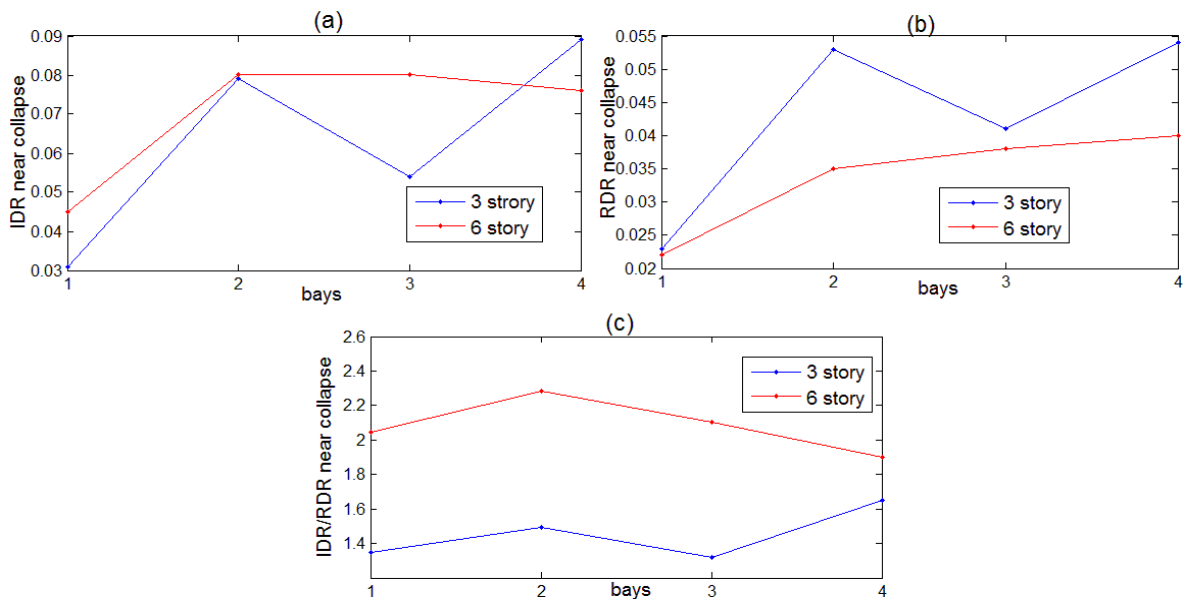 (a)
0.09
0.08
0.07
0.06
0.05
0.04
0.03
IDR near collapse
1
2
3
4
bays
3 strory
6 story
(b)
0.055
0.05
0.045
0.04
0.035
0.03
0.025
0.02
RDR near collapse
1
2
3
4
bays
3 story
6 story
(c)
2.6
2.4
2.2
2
1.8
1.6
1.4
IDR/RDR near collapse
1
2
3
4
bays
3 story
6 story